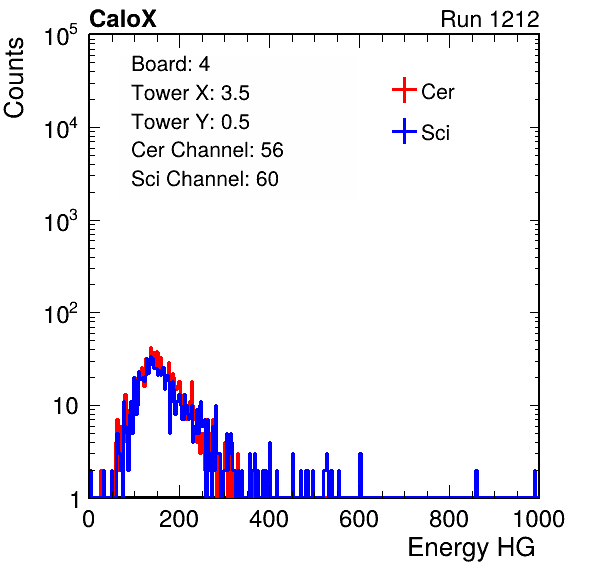 CaloX Run 1212
Counts
Board: 4
Tower X: 3.5
Tower Y: 0.5
Cer Channel: 56
Sci Channel: 60
Cer
Sci
10^5
10^4
10^3
10^2
10
1
0 200 400 600 800 1000
Energy HG